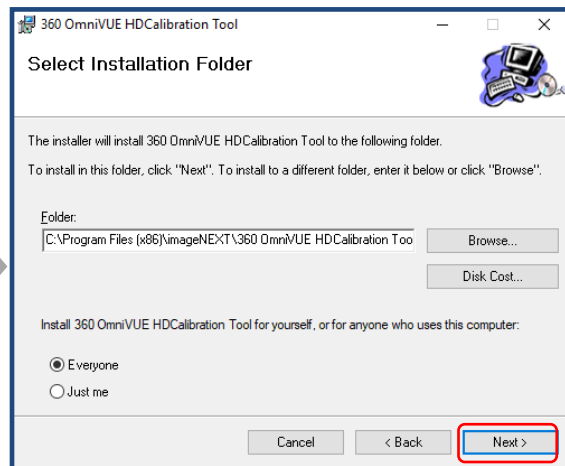 360 OmniVUE HDCalibration Tool
Select Installation Folder
The installer will install 360 OmniVUE HDCalibration Tool to the following folder.
To install in this folder, click "Next". To install to a different folder, enter it below or click "Browse".
Folder:
C:\Program Files (x86)\imageNEXT\360 OmniVUE HDCalibration Too
Browse...
Disk Cost...
Install 360 OmniVUE HDCalibration Tool for yourself, or for anyone who uses this computer:
Everyone
Just me
Cancel
< Back
Next >